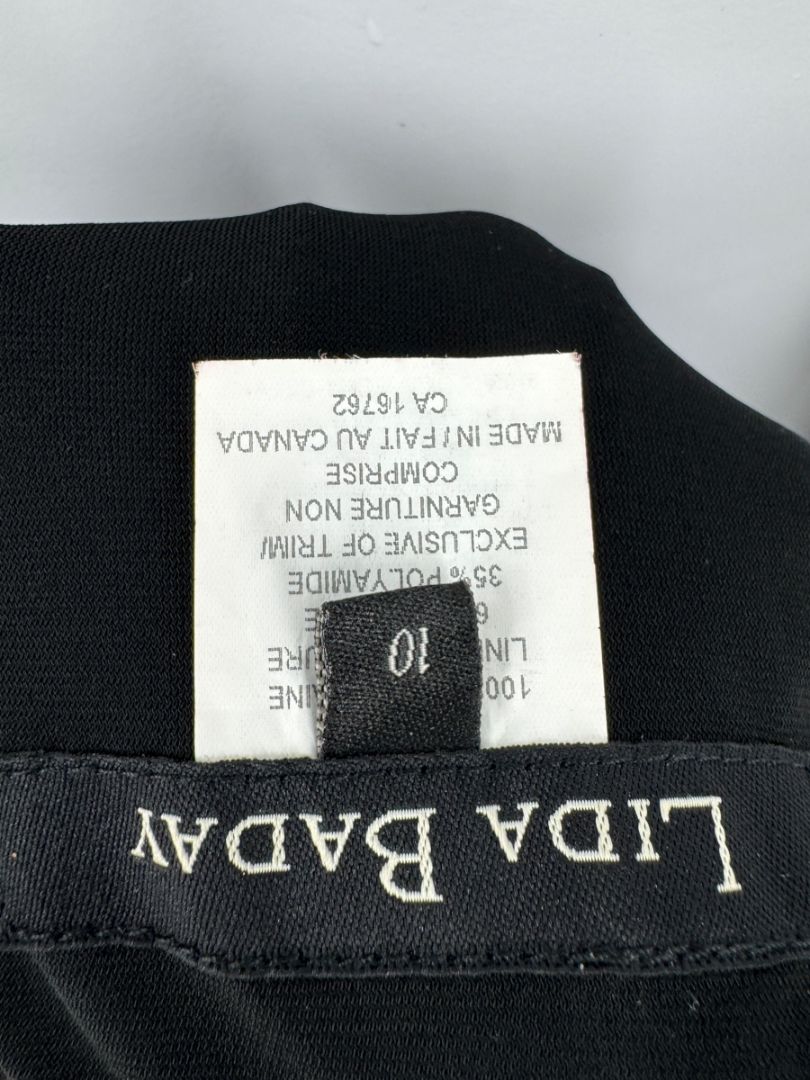 LIDA BADAY
10
35% POLYAMIDE
EXCLUSIVE OF TRIM/
GARNITURE NON
COMPRISE
MADE IN / FAIT AU CANADA
CA 16762